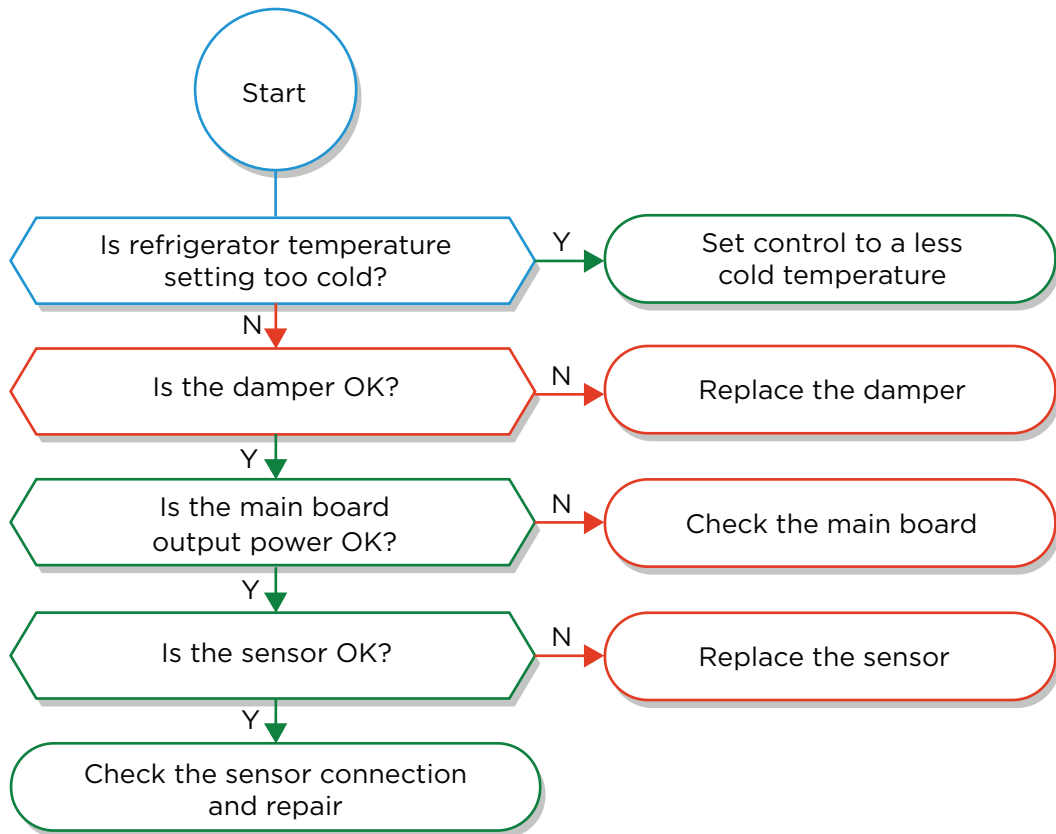 Start
Is refrigerator temperature
setting too cold?
Y
Set control to a less
cold temperature
N
Is the damper OK?
N
Replace the damper
Y
Is the main board
output power OK?
N
Check the main board
Y
Is the sensor OK?
N
Replace the sensor
Y
Check the sensor connection
and repair